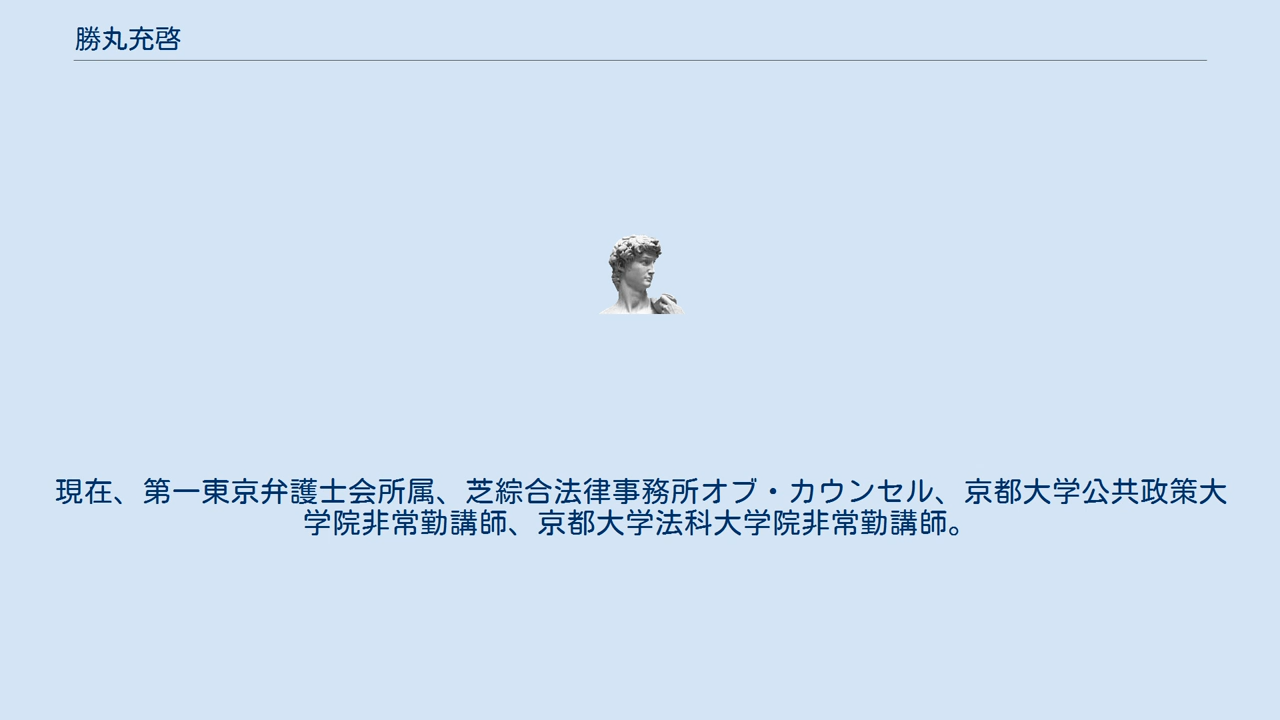 勝丸充啓
現在、第一東京弁護士会所属、芝綜合法律事務所オブ・カウンセル、京都大学公共政策大
学院非常勤講師、京都大学法科大学院非常勤講師。